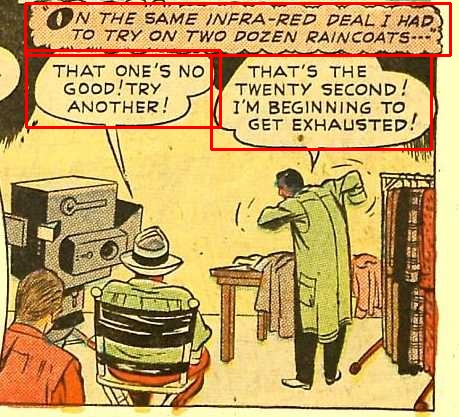 ON THE SAME INFRA-RED DEAL I HAD
TO TRY ON TWO DOZEN RAINCOATS---"
THAT ONE'S NO
GOOD! TRY
ANOTHER!
THAT'S THE
TWENTY SECOND!
I'M BEGINNING TO
GET EXHAUSTED!